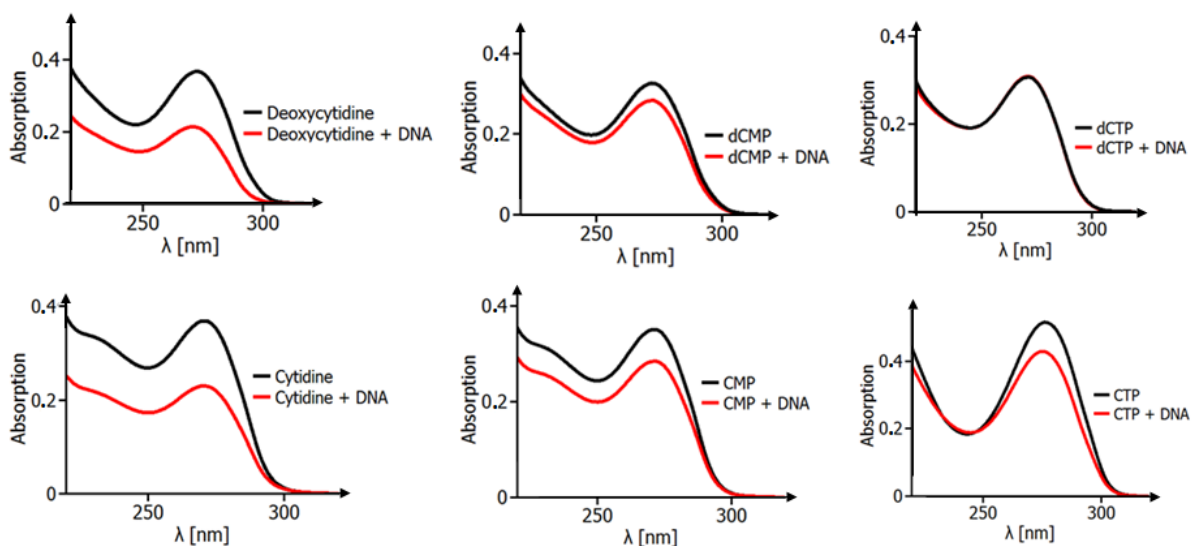 0.4
Absorption
Deoxycytidine
Deoxycytidine + DNA
0.2
0
250
300
λ [nm]
0.4
Absorption
dCMP
dCMP + DNA
0.2
0
250
300
λ [nm]
0.4
Absorption
dCTP
dCTP + DNA
0.2
0
250
300
λ [nm]
0.4
Absorption
Cytidine
Cytidine + DNA
0.2
0
250
300
λ [nm]
0.4
Absorption
CMP
CMP + DNA
0.2
0
250
300
λ [nm]
0.4
Absorption
CTP
CTP + DNA
0.2
0
250
300
λ [nm]